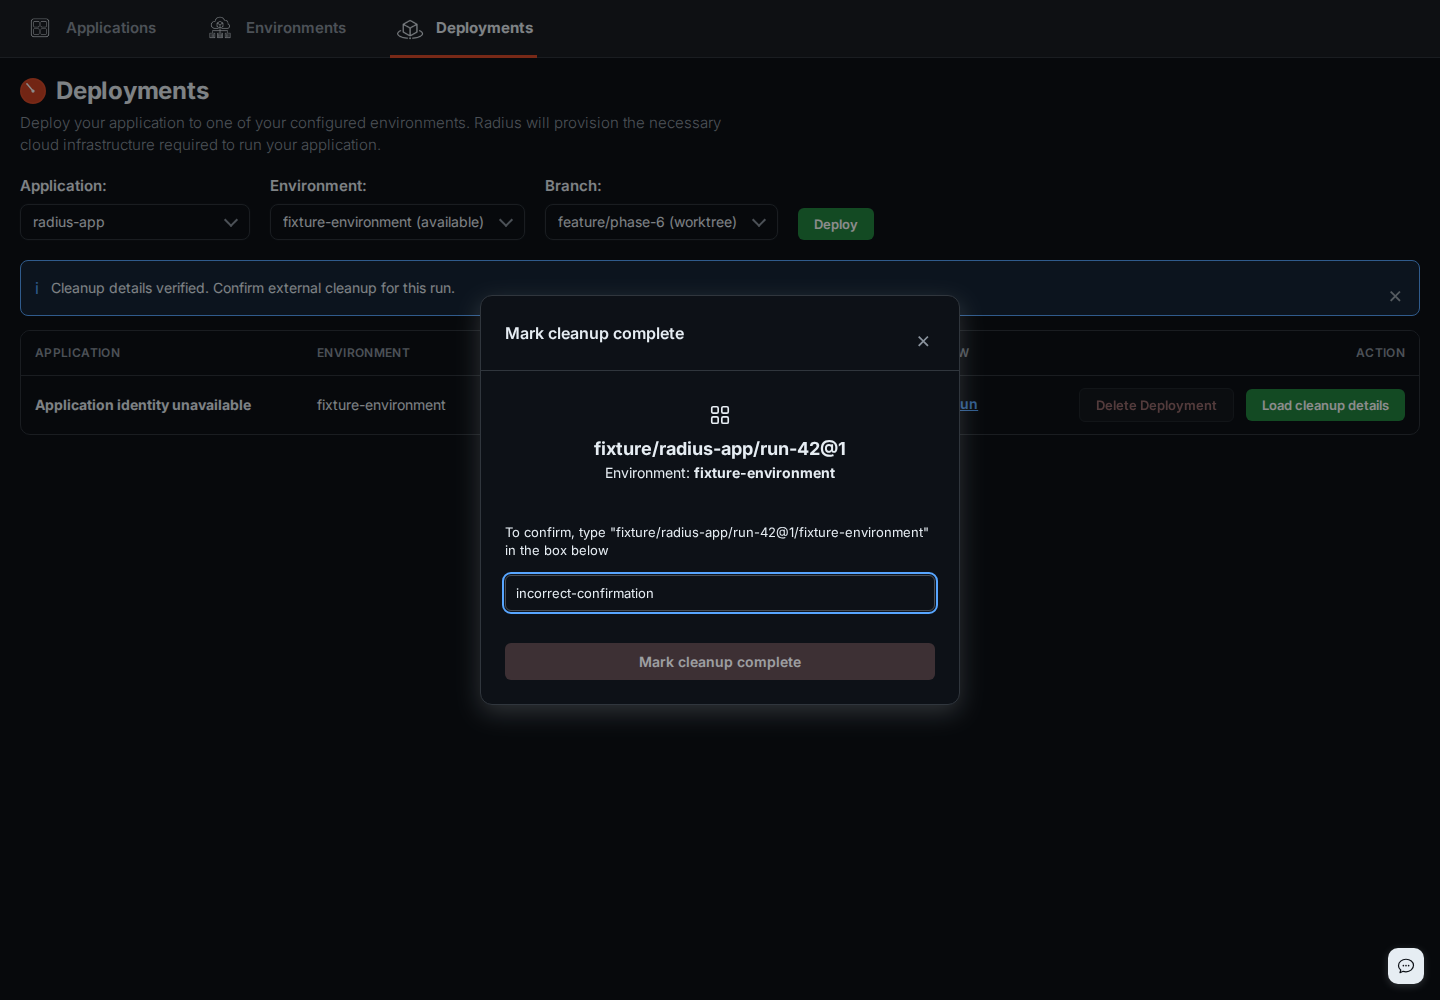 Applications
Environments
Deployments
Deployments
Deploy your application to one of your configured environments. Radius will provision the necessary
cloud infrastructure required to run your application.
Application:
Environment:
Branch:
radius-app
fixture-environment (available)
feature/phase-6 (worktree)
Deploy
Cleanup details verified. Confirm external cleanup for this run.
APPLICATION
ENVIRONMENT
W
ACTION
Application identity unavailable
fixture-environment
un
Delete Deployment
Load cleanup details
Mark cleanup complete
fixture/radius-app/run-42@1
Environment: fixture-environment
To confirm, type "fixture/radius-app/run-42@1/fixture-environment"
in the box below
incorrect-confirmation
Mark cleanup complete